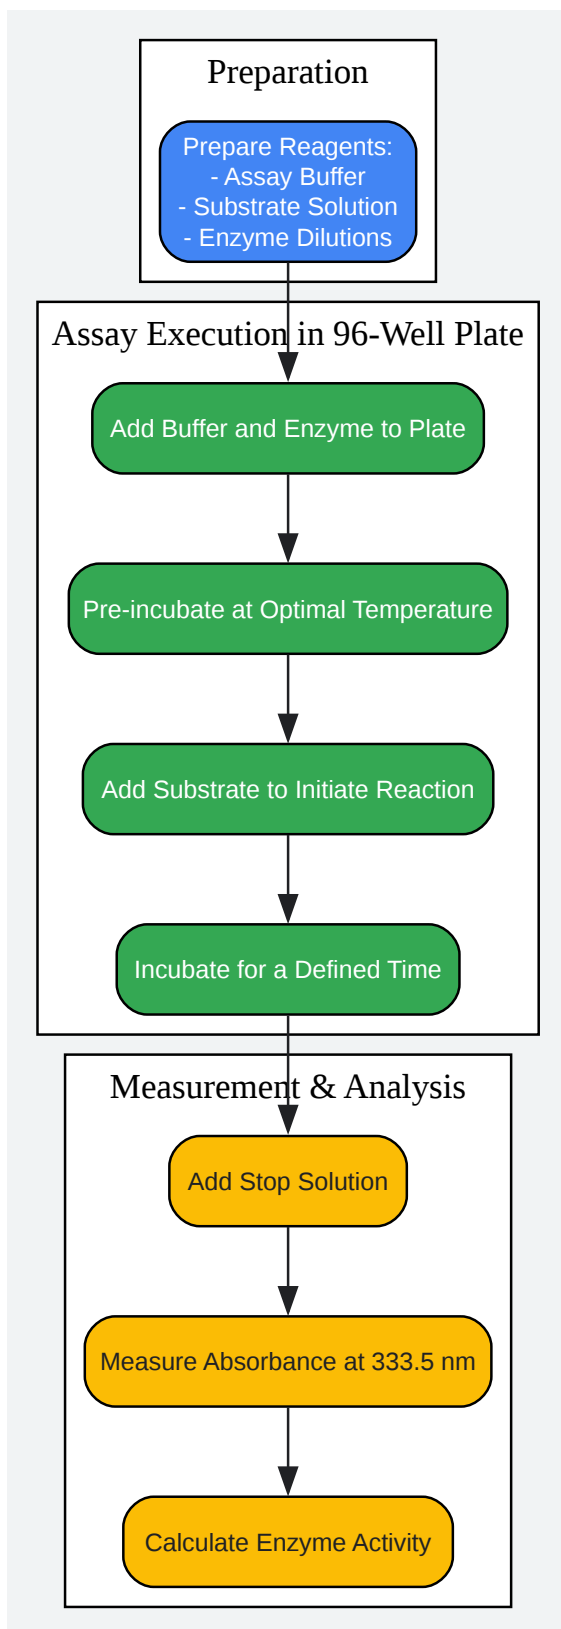 Preparation
Prepare Reagents:
- Assay Buffer
- Substrate Solution
- Enzyme Dilutions
Assay Execution in 96-Well Plate
Add Buffer and Enzyme to Plate
Pre-incubate at Optimal Temperature
Add Substrate to Initiate Reaction
Incubate for a Defined Time
Measurement & Analysis
Add Stop Solution
Measure Absorbance at 333.5 nm
Calculate Enzyme Activity